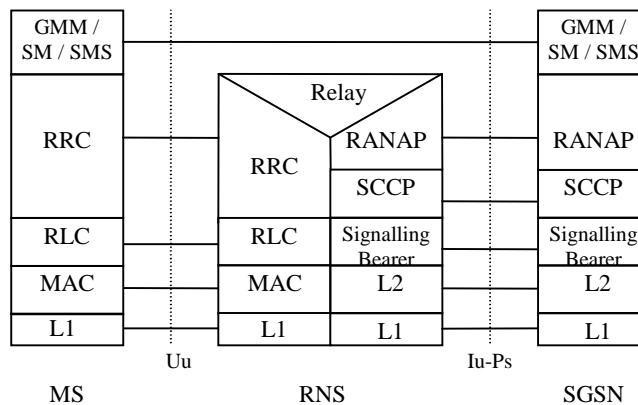 GMM /
SM / SMS
GMM /
SM / SMS
Relay
RRC
RRC
RANAP
RANAP
SCCP
SCCP
RLC
RLC
Signalling
Bearer
Signalling
Bearer
MAC
MAC
L2
L2
L1
L1
L1
L1
Uu
Iu-Ps
MS
RNS
SGSN